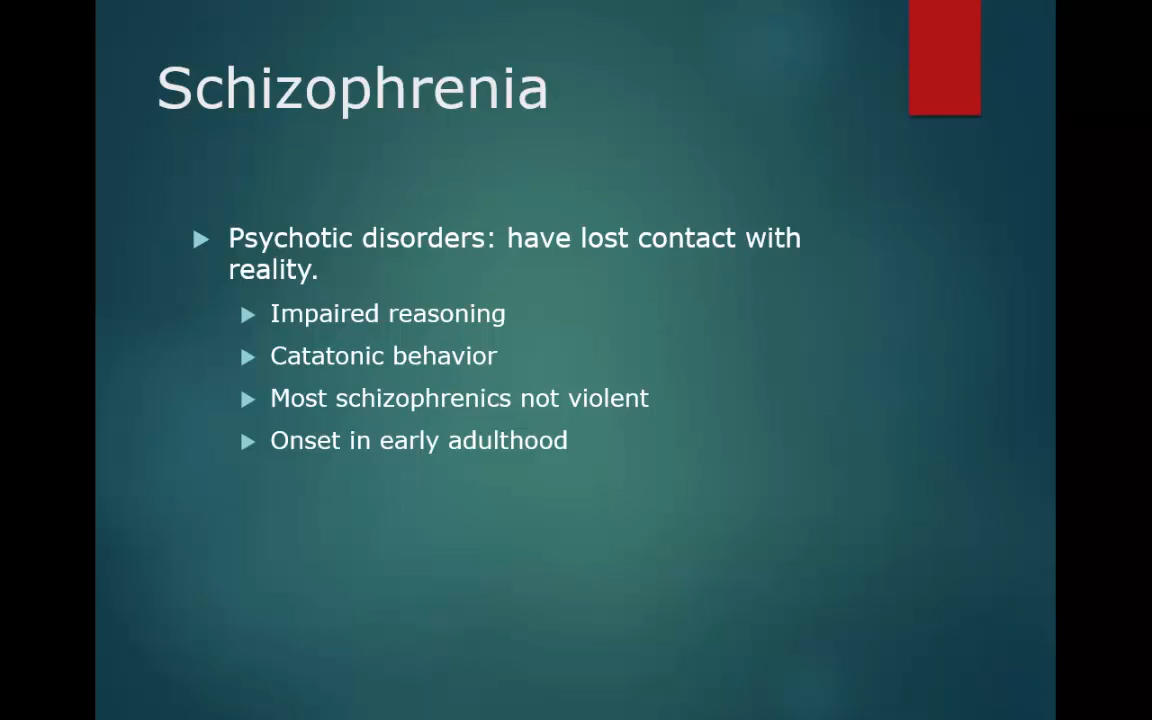 Schizophrenia
Psychotic disorders: have lost contact with
reality.
Impaired reasoning
Catatonic behavior
Most schizophrenics not violent
Onset in early adulthood